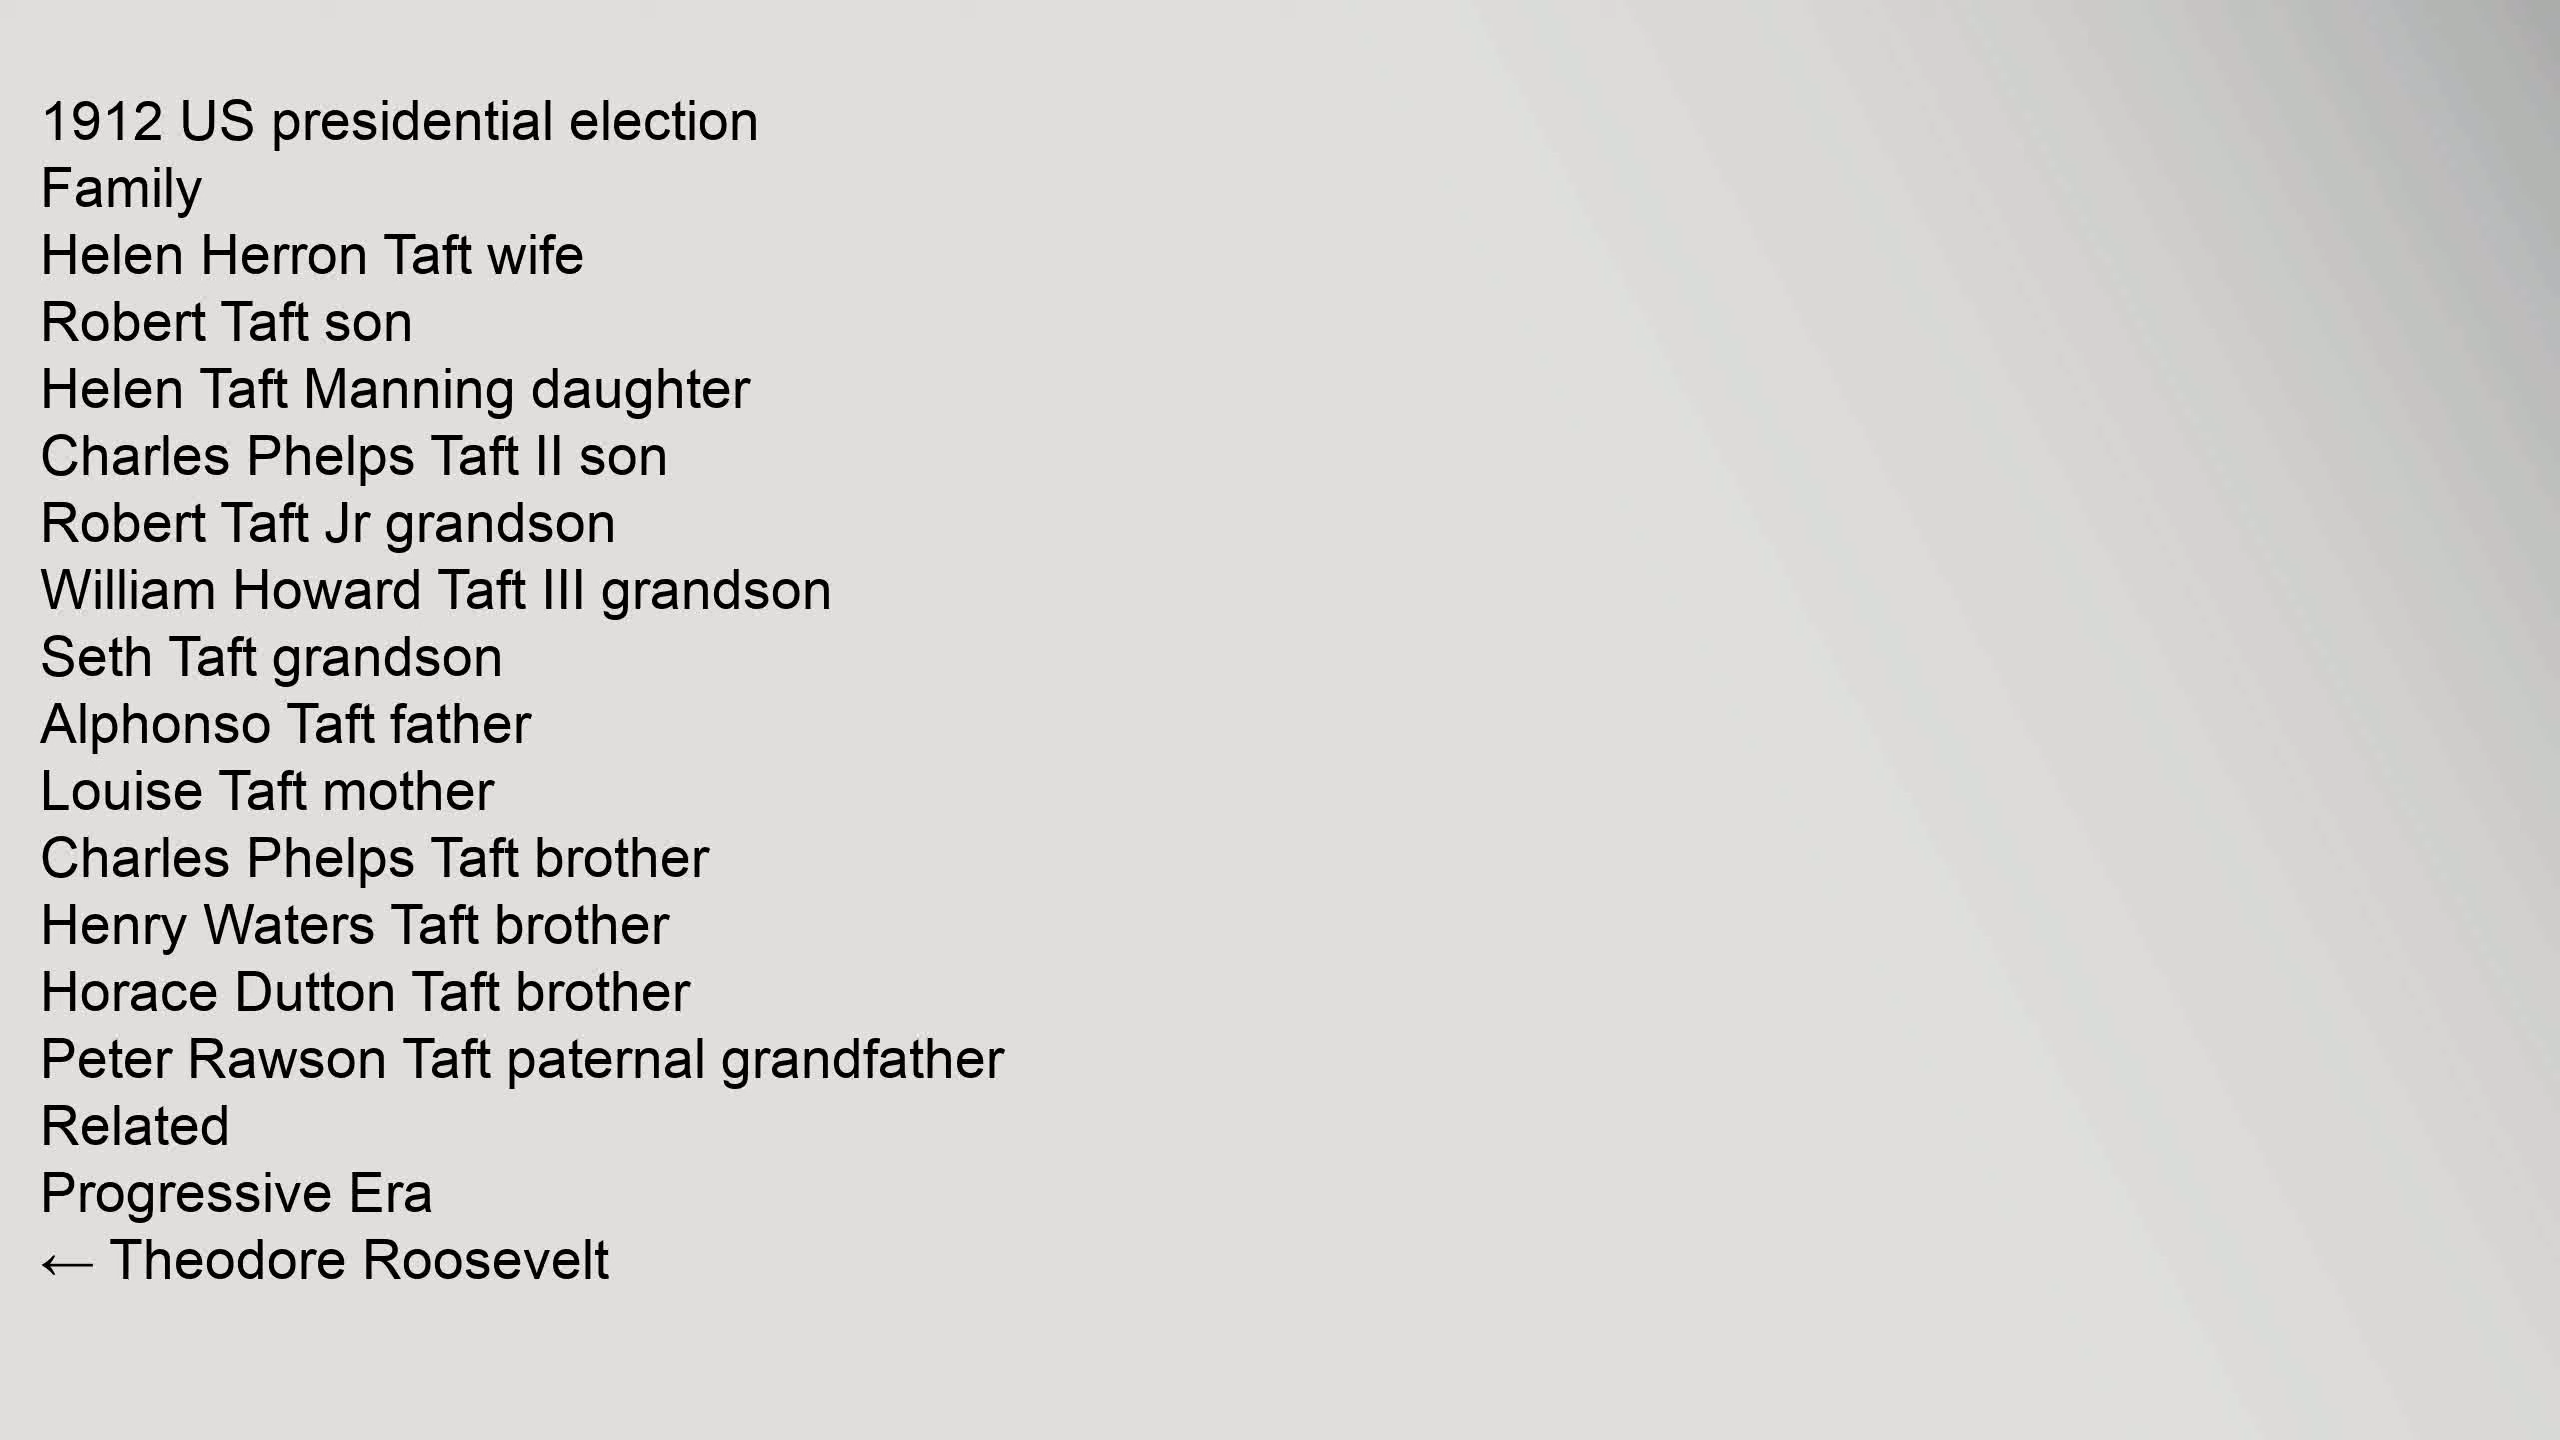 1912 US presidential election
Family
Helen Herron Taft wife
Robert Taft son
Helen Taft Manning daughter
Charles Phelps Taft II son
Robert Taft Jr grandson
William Howard Taft III grandson
Seth Taft grandson
Alphonso Taft father
Louise Taft mother
Charles Phelps Taft brother
Henry Waters Taft brother
Horace Dutton Taft brother
Peter Rawson Taft paternal grandfather
Related
Progressive Era
← Theodore Roosevelt